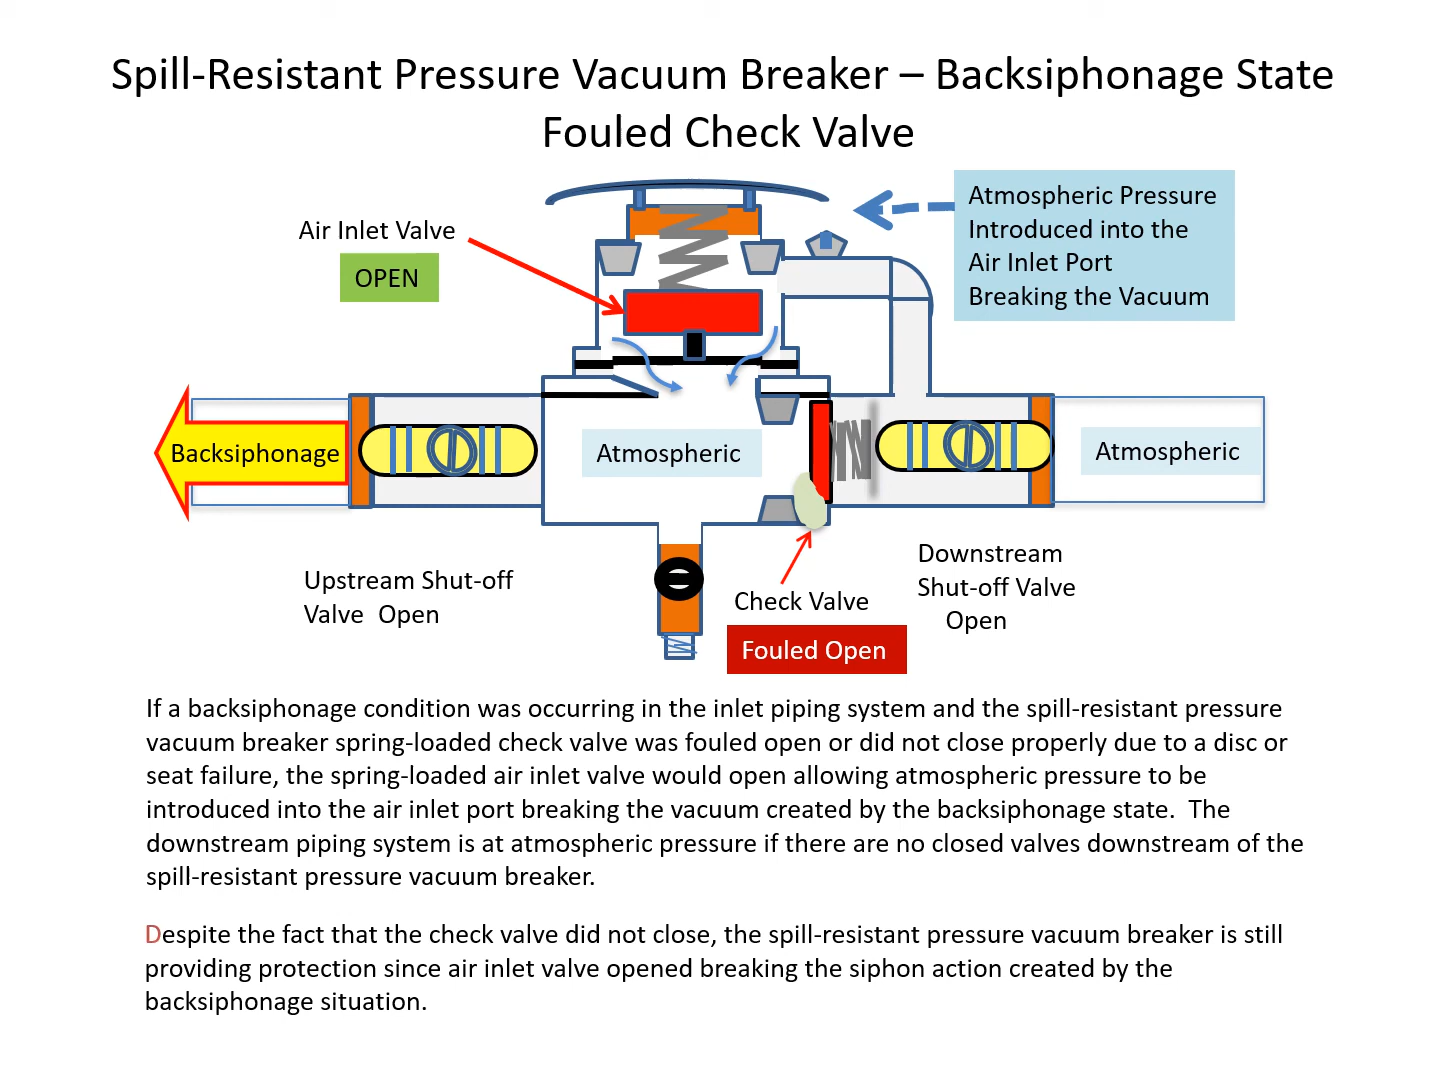 Spill-Resistant Pressure Vacuum Breaker – Backsiphonage State
Fouled Check Valve
Air Inlet Valve
OPEN
Atmospheric Pressure
Introduced into the
Air Inlet Port
Breaking the Vacuum
Backsiphonage
Atmospheric
Atmospheric
Upstream Shut-off
Valve Open
Check Valve
Fouled Open
Downstream
Shut-off Valve
Open
If a backsiphonage condition was occurring in the inlet piping system and the spill-resistant pressure
vacuum breaker spring-loaded check valve was fouled open or did not close properly due to a disc or
seat failure, the spring-loaded air inlet valve would open allowing atmospheric pressure to be
introduced into the air inlet port breaking the vacuum created by the backsiphonage state. The
downstream piping system is at atmospheric pressure if there are no closed valves downstream of the
spill-resistant pressure vacuum breaker.
Despite the fact that the check valve did not close, the spill-resistant pressure vacuum breaker is still
providing protection since air inlet valve opened breaking the siphon action created by the
backsiphonage situation.